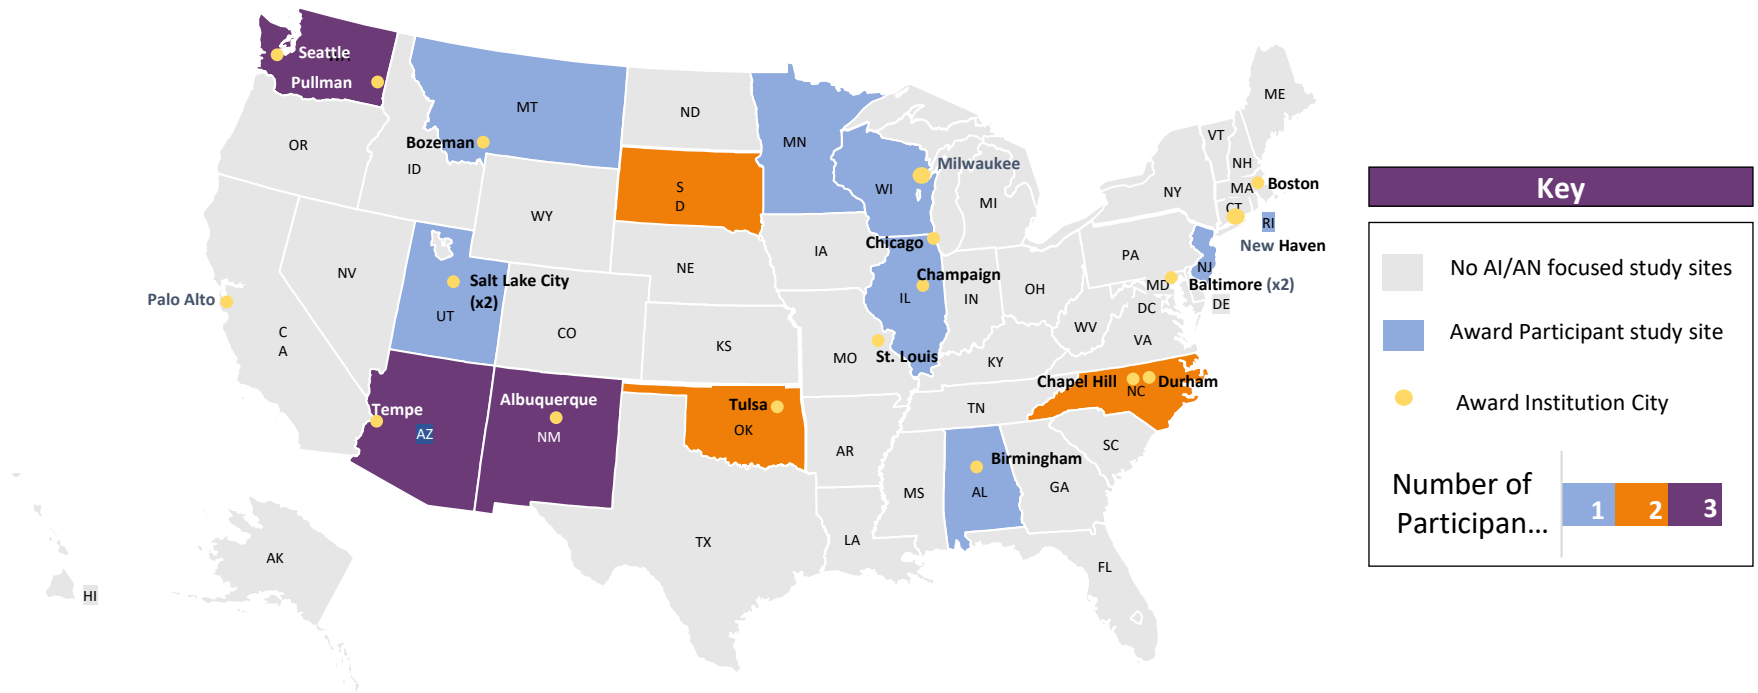 Seattle
Pullman
MT
ND
ME
OR
Bozeman
ID
MN
VT
NH
Milwaukee
WI
MI
NY
MA
Boston
CT
RI
S
D
WY
IA
Chicago
New Haven
PA
NJ
NV
NE
Champaign
IL
IN
OH
MD
Baltimore (x2)
DE
DC
Palo Alto
Salt Lake City
(x2)
UT
C
A
CO
KS
MO
St. Louis
WV
VA
KY
Chapel Hill
Durham
NC
Tempe
AZ
Albuquerque
NM
Tulsa
OK
TN
AR
SC
Birmingham
MS
AL
GA
TX
LA
FL
AK
HI
Key
No AI/AN focused study sites
Award Participant study site
Award Institution City
Number of
Participan...
1 2 3